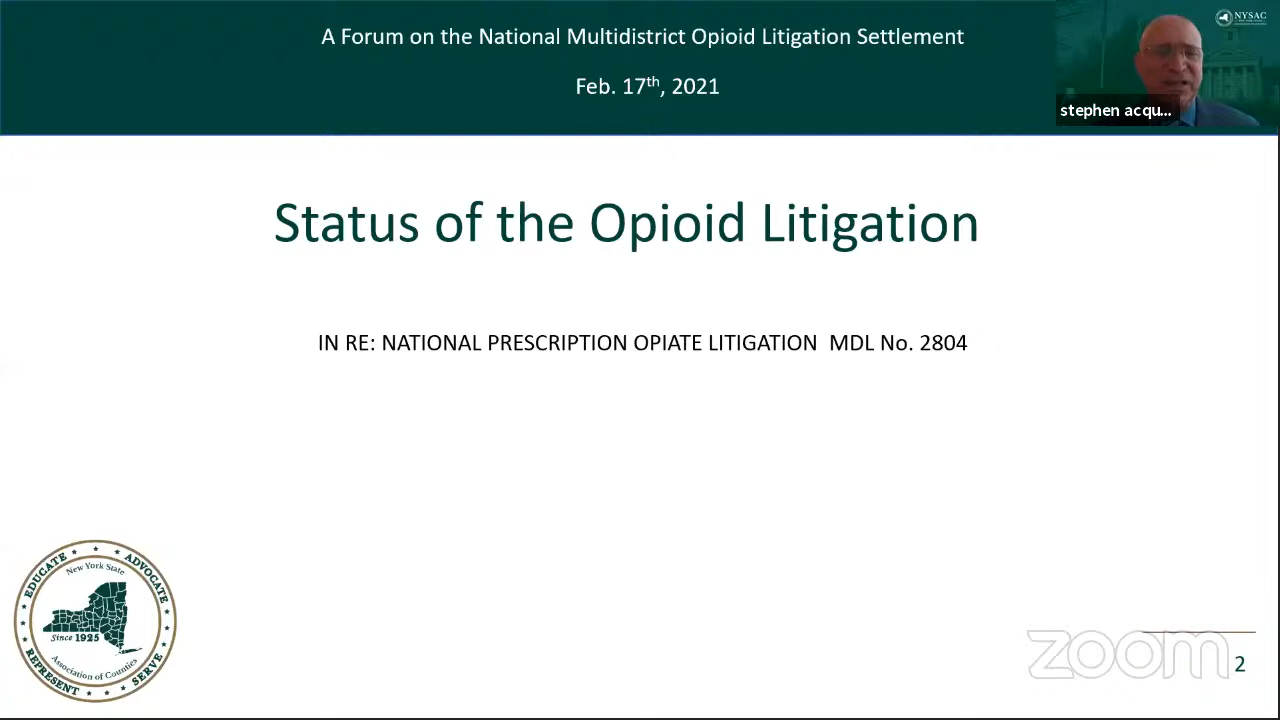 A Forum on the National Multidistrict Opioid Litigation Settlement
Feb. 17th, 2021
NYSAC
stephen acqu...
Status of the Opioid Litigation
IN RE: NATIONAL PRESCRIPTION OPIATE LITIGATION MDL No. 2804
EDUCATE ADVOCATE
New York State
Since 1925
Association of Counties
REPRESENT SERVE
zoom
2